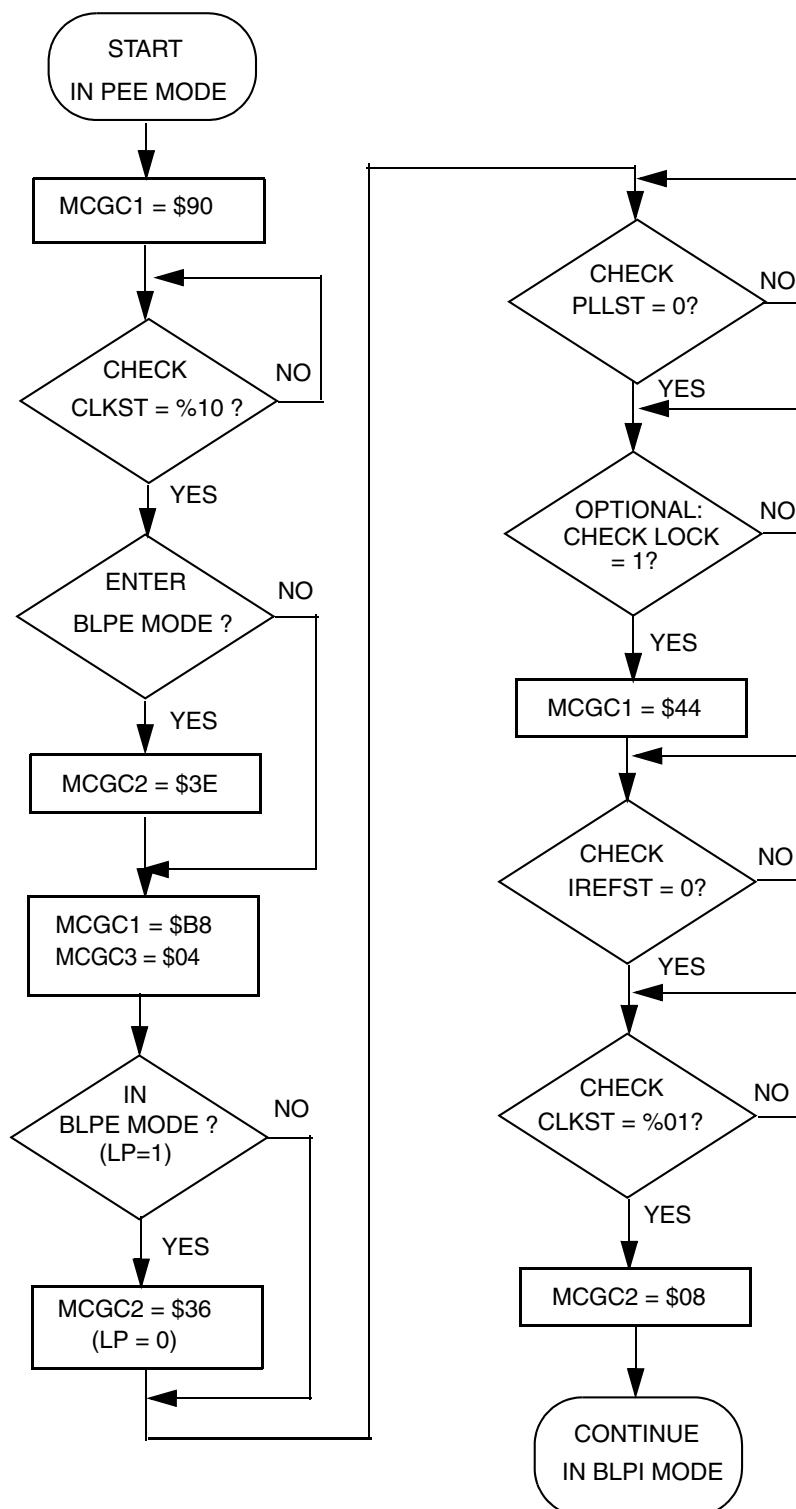 START
IN PEE MODE
MCGC1 = $90
CHECK
CLKST = %10 ?
NO
YES
ENTER
BLPE MODE ?
NO
YES
MCGC2 = $3E
MCGC1 = $B8
MCGC3 = $04
IN
BLPE MODE ?
(LP=1)
NO
YES
MCGC2 = $36
(LP = 0)
CHECK
PLLST = 0?
NO
YES
OPTIONAL:
CHECK LOCK
= 1?
NO
YES
MCGC1 = $44
CHECK
IREFST = 0?
NO
YES
CHECK
CLKST = %01?
NO
YES
MCGC2 = $08
CONTINUE
IN BLPI MODE